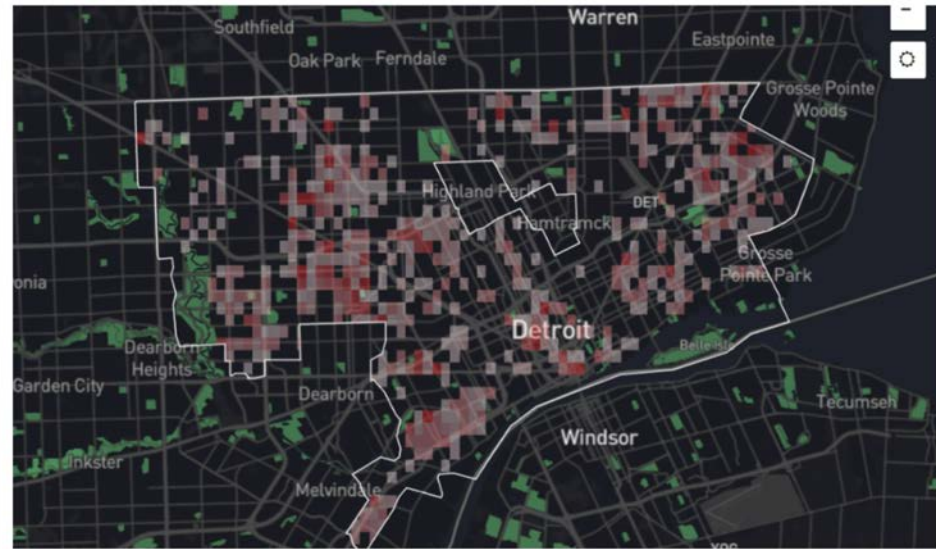 Warren
Southfield
Eastpointe
Oak Park
Ferndale
Grosse Pointe
Woods
Highland Park
DET
Hamtramck
Grosse
Pointe Park
onia
Detroit
Belle Isle
Dearborn
Heights
Garden City
Dearborn
Tecumseh
Windsor
Inkster
Melvindale